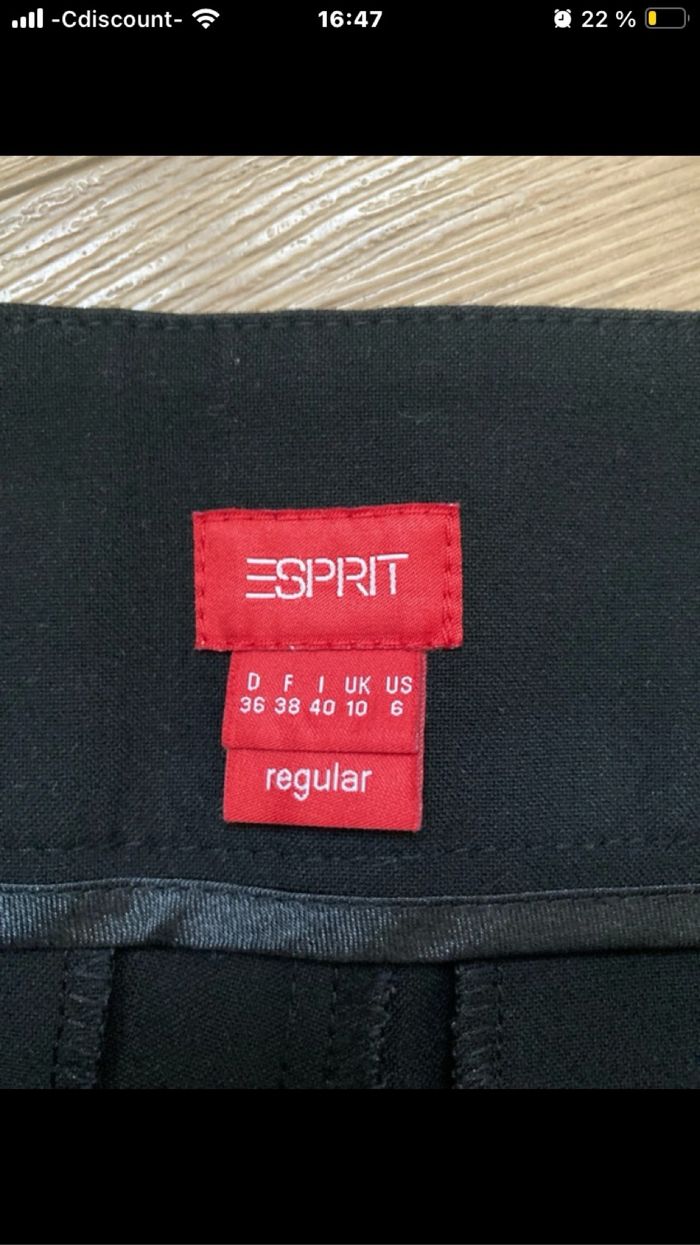 -Cdiscount- 16:47 22 %
ESPRIT
D F I UK US
36 38 40 10 6
regular